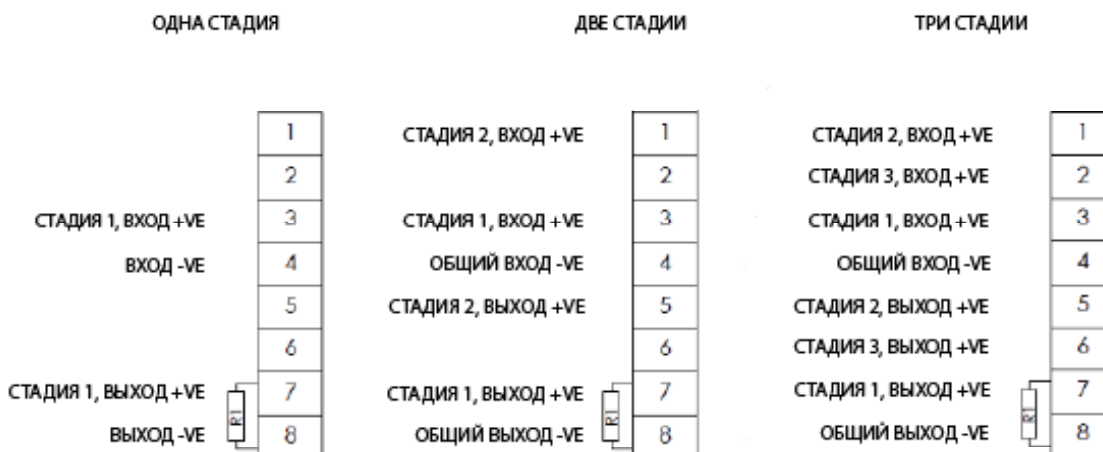 ОДНА СТАДИЯ
ДВЕ СТАДИИ
ТРИ СТАДИИ
1
2
СТАДИЯ 1, ВХОД +VE 3
ВХОД -VE 4
5
6
СТАДИЯ 1, ВЫХОД +VE 7
R1
ВЫХОД -VE 8
СТАДИЯ 2, ВХОД +VE 1
2
СТАДИЯ 1, ВХОД +VE 3
ОБЩИЙ ВХОД -VE 4
СТАДИЯ 2, ВЫХОД +VE 5
6
СТАДИЯ 1, ВЫХОД +VE 7
R1
ОБЩИЙ ВЫХОД -VE 8
СТАДИЯ 2, ВХОД +VE 1
СТАДИЯ 3, ВХОД +VE 2
СТАДИЯ 1, ВХОД +VE 3
ОБЩИЙ ВХОД -VE 4
СТАДИЯ 2, ВЫХОД +VE 5
СТАДИЯ 3, ВЫХОД +VE 6
СТАДИЯ 1, ВЫХОД +VE 7
R1
ОБЩИЙ ВЫХОД -VE 8